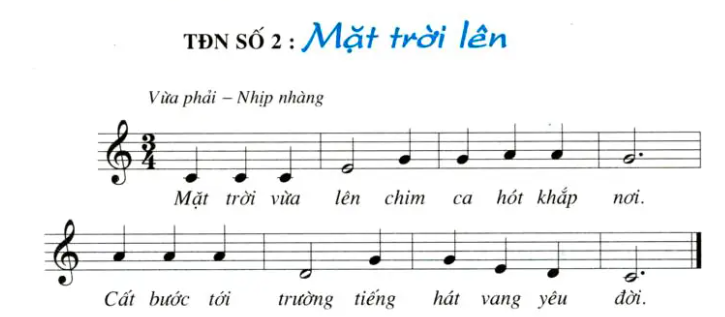 TĐN SỐ 2 : Mặt trời lên
Vừa phải – Nhịp nhàng
3
4
Mặt trời vừa lên chim ca hót khắp nơi.
Cất bước tới trường tiếng hát vang yêu đời.